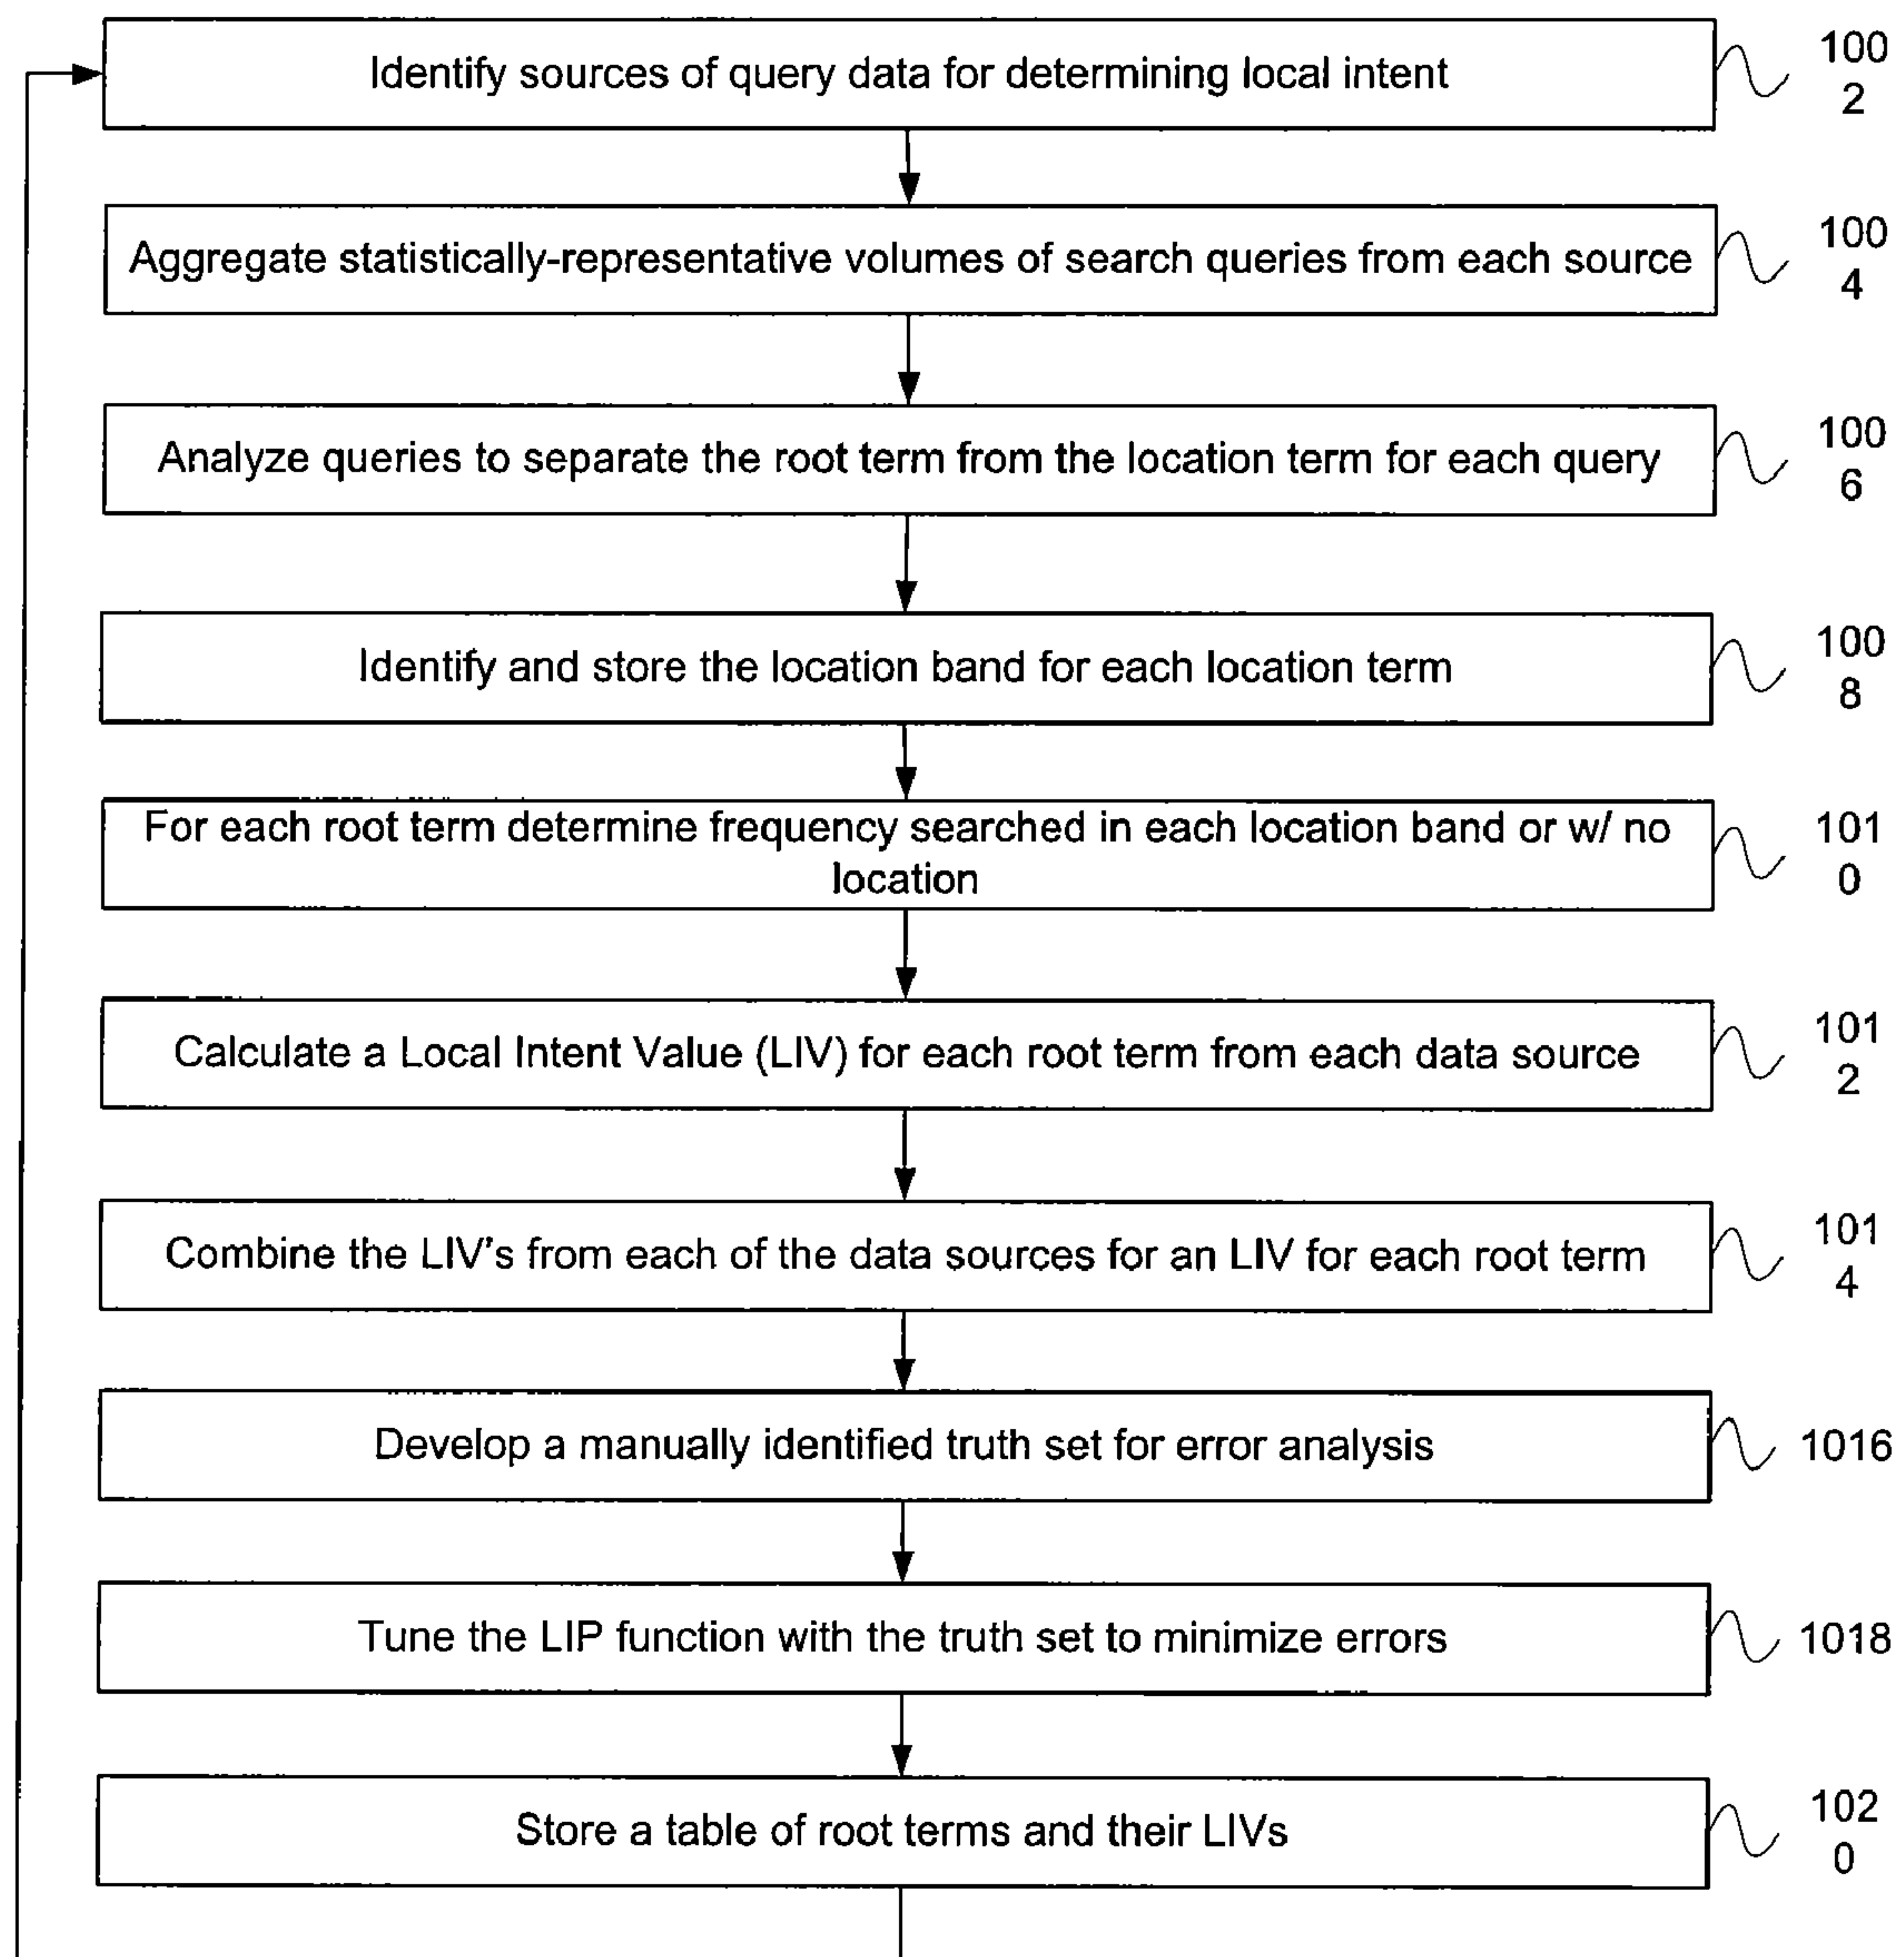 Identify sources of query data for determining local intent
100
2
Aggregate statistically-representative volumes of search queries from each source
100
4
Analyze queries to separate the root term from the location term for each query
100
6
Identify and store the location band for each location term
100
8
For each root term determine frequency searched in each location band or w/ no
location
101
0
Calculate a Local Intent Value (LIV) for each root term from each data source
101
2
Combine the LIV's from each of the data sources for an LIV for each root term
101
4
Develop a manually identified truth set for error analysis
1016
Tune the LIP function with the truth set to minimize errors
1018
Store a table of root terms and their LIVs
102
0